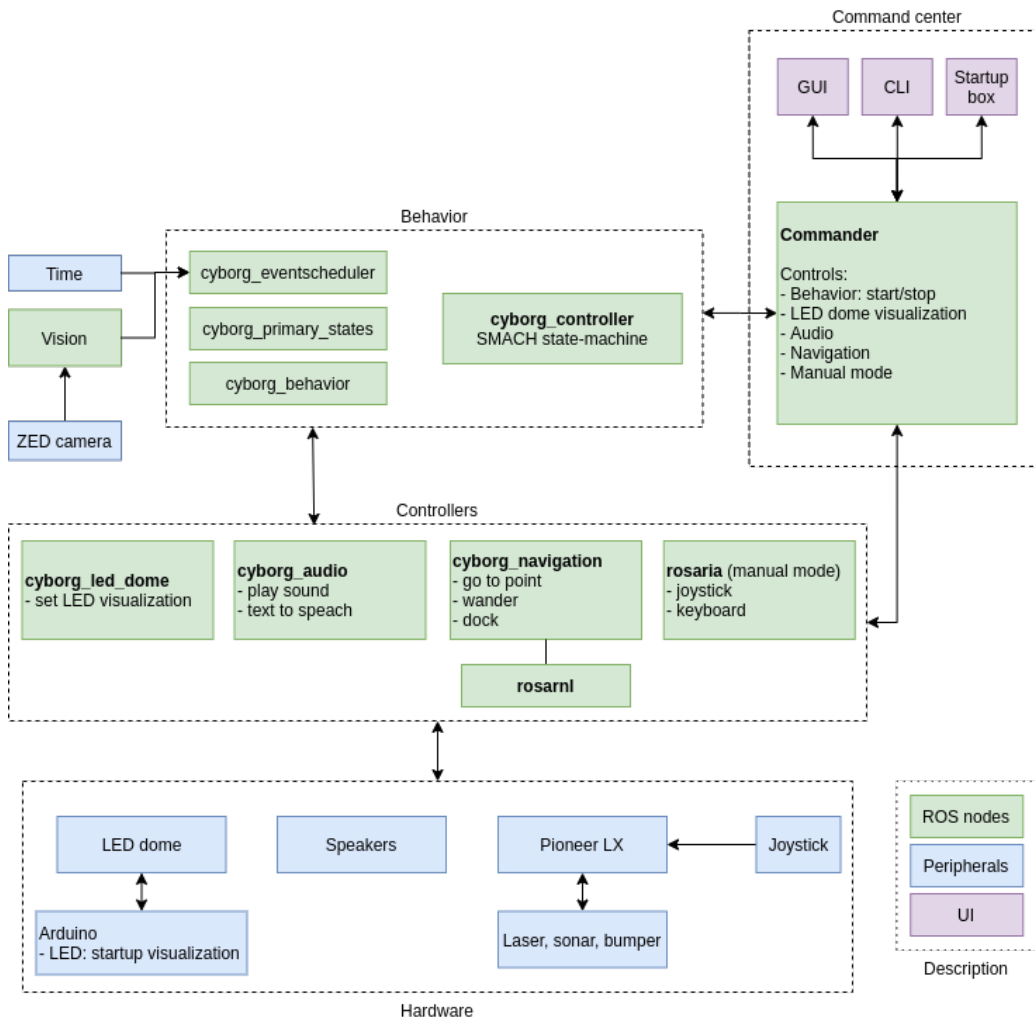 Command center
GUI
CLI
Startup
box
Commander
Controls:
- Behavior: start/stop
- LED dome visualization
- Audio
- Navigation
- Manual mode
Behavior
Time
Vision
ZED camera
cyborg_eventscheduler
cyborg_primary_states
cyborg_behavior
cyborg_controller
SMACH state-machine
Controllers
cyborg_led_dome
- set LED visualization
cyborg_audio
- play sound
- text to speach
cyborg_navigation
- go to point
- wander
- dock
rosarnl
rosaria (manual mode)
- joystick
- keyboard
LED dome
Speakers
Pioneer LX
Joystick
Arduino
- LED: startup visualization
Laser, sonar, bumper
Hardware
ROS nodes
Peripherals
UI
Description